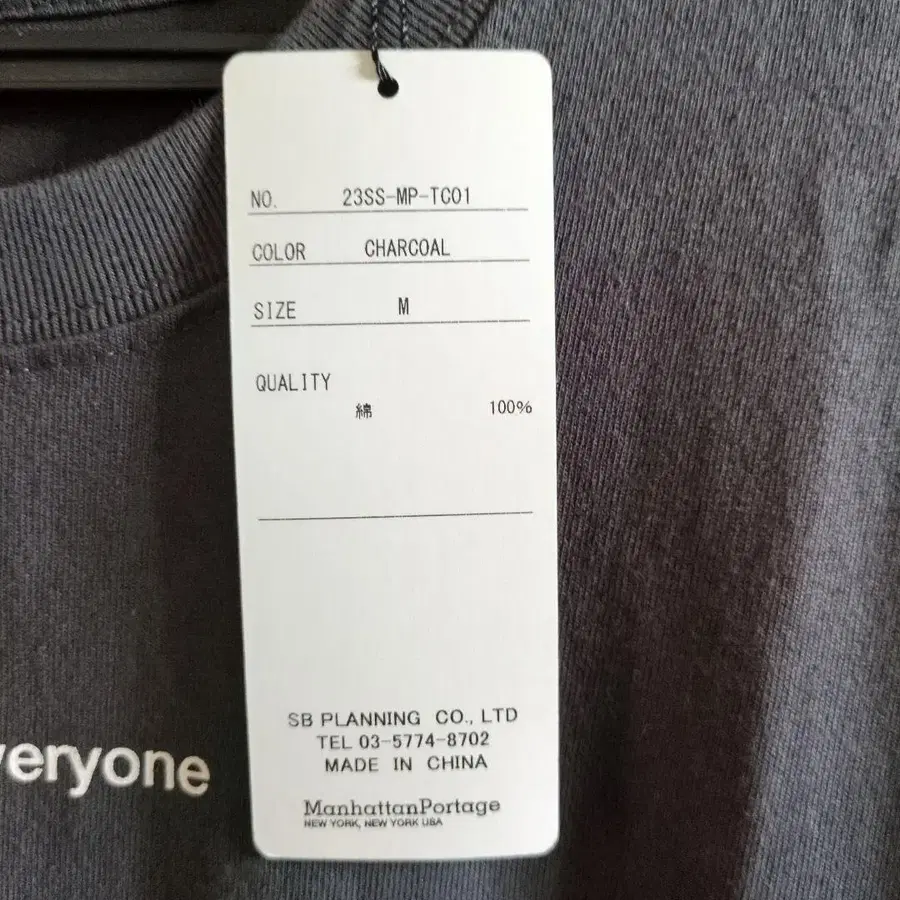 NO. 23SS-MP-TC01
COLOR CHARCOAL
SIZE M
QUALITY
綿 100%
SB PLANNING CO., LTD
TEL 03-5774-8702
MADE IN CHINA
ManhattanPortage
NEW YORK, NEW YORK USA
veryone